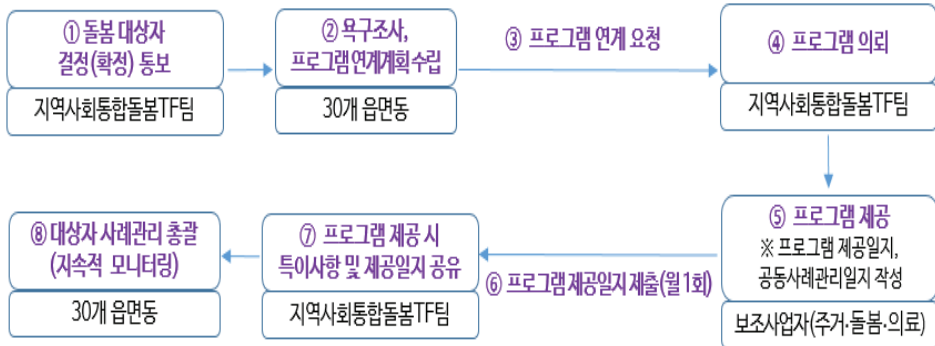 ① 돌봄 대상자
결정(확정) 통보
지역사회통합돌봄TF팀
② 욕구조사,
프로그램 연계계획 수립
30개 읍면동
③ 프로그램 연계 요청
④ 프로그램 의뢰
지역사회통합돌봄TF팀
⑤ 프로그램 제공
※ 프로그램 제공일지,
공동사례관리일지 작성
보조사업자(주거·돌봄·의료)
⑥ 프로그램 제공일지 제출(월 1회)
⑦ 프로그램 제공 시
특이사항 및 제공일지 공유
지역사회통합돌봄TF팀
⑧ 대상자 사례관리 총괄
(지속적 모니터링)
30개 읍면동